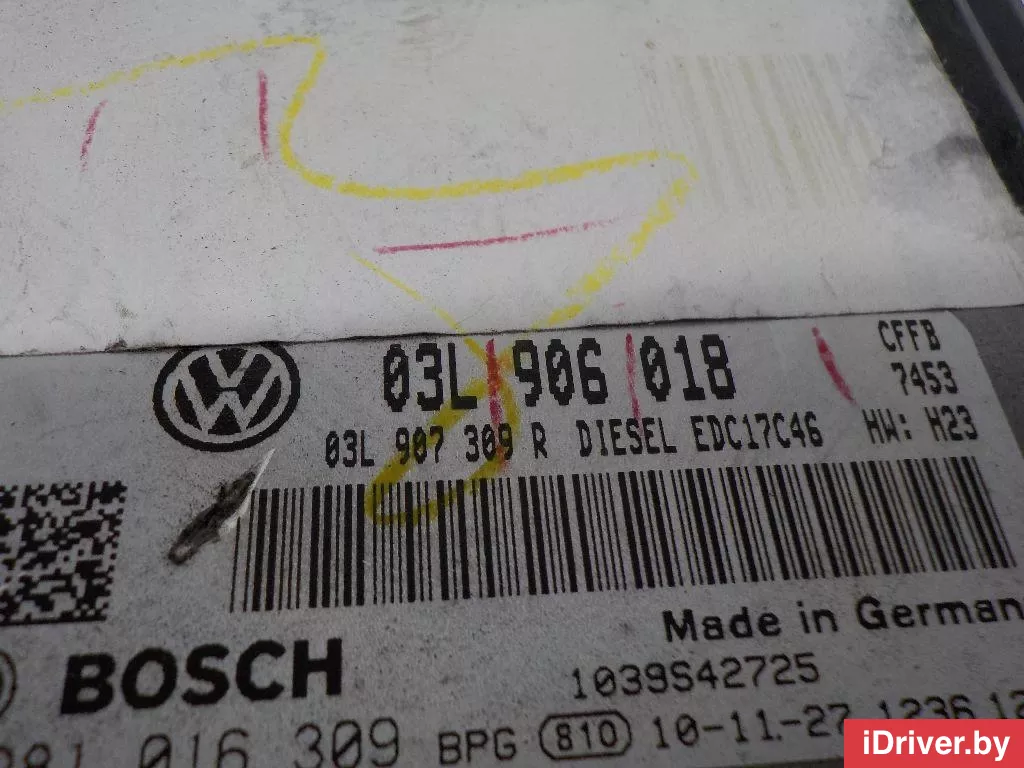 03L 906 018
CFFB
7453
03L 907 309 R DIESEL EDC17C46
HW: H23
Made in German
BOSCH
1039S42725
016 309 BPG 810 10-11-27 1236
iDriver.by